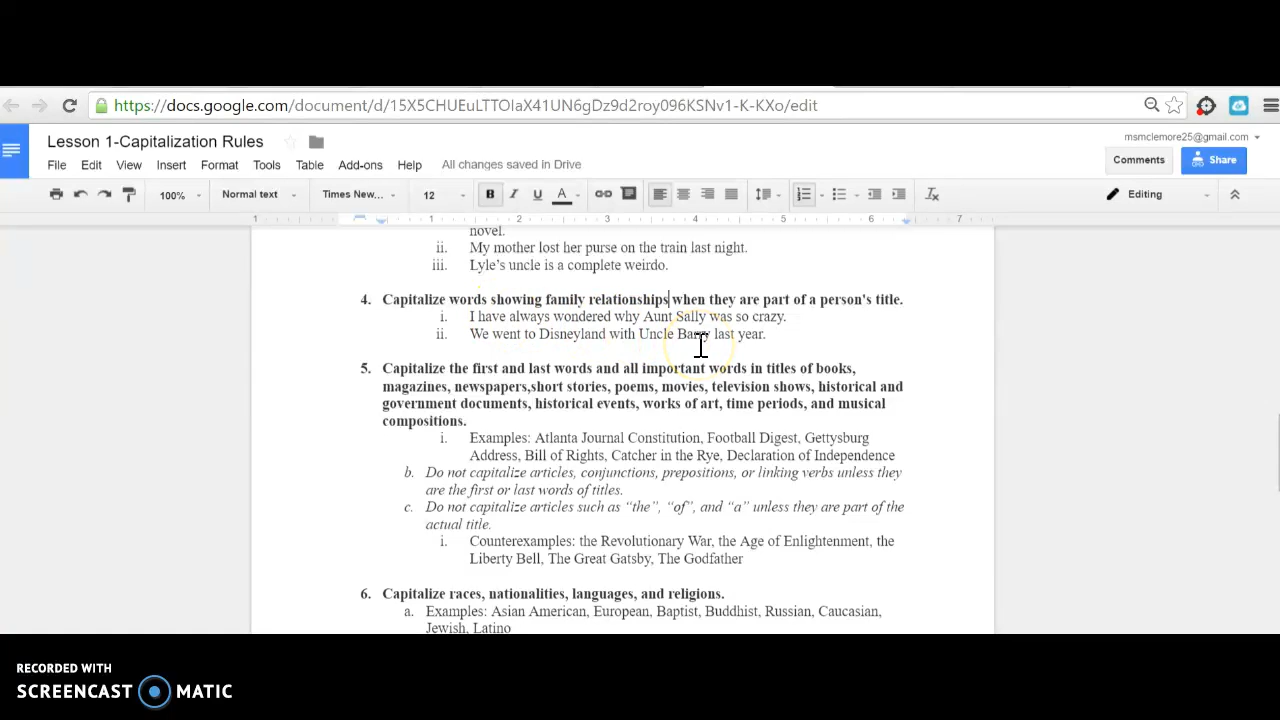 https://docs.google.com/document/d/15X5CHUEuLTTOIaX41UN6gDz9d2roy096KSNv1-K-KXo/edit
Lesson 1-Capitalization Rules
msmclemore25@gmail.com
File Edit View Insert Format Tools Table Add-ons Help All changes saved in Drive
Comments Share
100% Normal text Times New... 12 B I U A Editing
1 1 2 3 4 5 6 7
novel.
ii. My mother lost her purse on the train last night.
iii. Lyle’s uncle is a complete weirdo.
4. Capitalize words showing family relationships when they are part of a person's title.
i. I have always wondered why Aunt Sally was so crazy.
ii. We went to Disneyland with Uncle Barry last year.
5. Capitalize the first and last words and all important words in titles of books,
magazines, newspapers,short stories, poems, movies, television shows, historical and
government documents, historical events, works of art, time periods, and musical
compositions.
i. Examples: Atlanta Journal Constitution, Football Digest, Gettysburg
Address, Bill of Rights, Catcher in the Rye, Declaration of Independence
b. Do not capitalize articles, conjunctions, prepositions, or linking verbs unless they
are the first or last words of titles.
c. Do not capitalize articles such as “the”, “of”, and “a” unless they are part of the
actual title.
i. Counterexamples: the Revolutionary War, the Age of Enlightenment, the
Liberty Bell, The Great Gatsby, The Godfather
6. Capitalize races, nationalities, languages, and religions.
a. Examples: Asian American, European, Baptist, Buddhist, Russian, Caucasian,
Jewish, Latino
RECORDED WITH
SCREENCAST MATIC